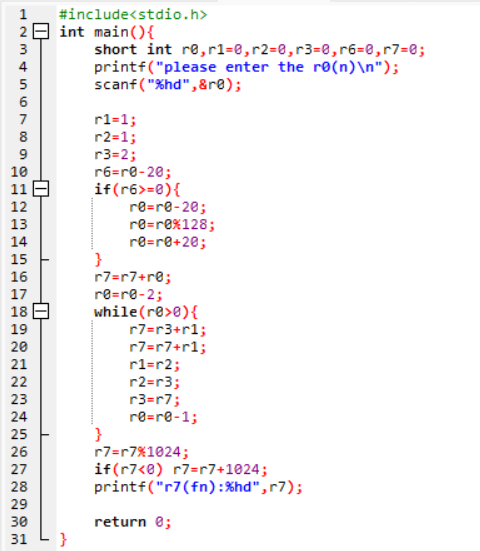 1 #include<stdio.h>
2 int main(){
3 short int r0,r1=0,r2=0,r3=0,r6=0,r7=0;
4 printf("please enter the r0(n)\n");
5 scanf("%hd",&r0);
6
7 r1=1;
8 r2=1;
9 r3=2;
10 r6=r0-20;
11 if(r6>=0){
12 r0=r0-20;
13 r0=r0%128;
14 r0=r0+20;
15 }
16 r7=r7+r0;
17 r0=r0-2;
18 while(r0>0){
19 r7=r3+r1;
20 r7=r7+r1;
21 r1=r2;
22 r2=r3;
23 r3=r7;
24 r0=r0-1;
25 }
26 r7=r7%1024;
27 if(r7<0) r7=r7+1024;
28 printf("r7(fn):%hd",r7);
29
30 return 0;
31 }